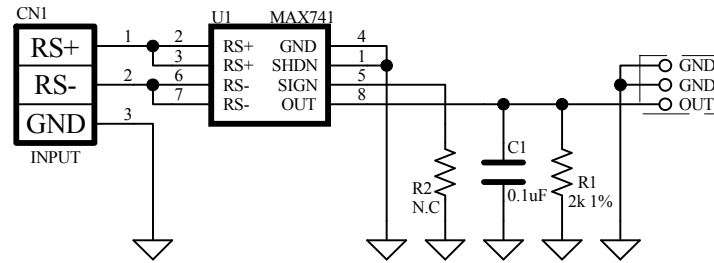 CN1
U1 MAX741
RS+ 1 2 RS+ GND 4
3 RS+ SHDN 1
RS- 2 6 RS- SIGN 5
7 RS- OUT 8
GND 3
INPUT
GND
GND
OUT
C1
0.1uF
R1
2k 1%
R2
N.C